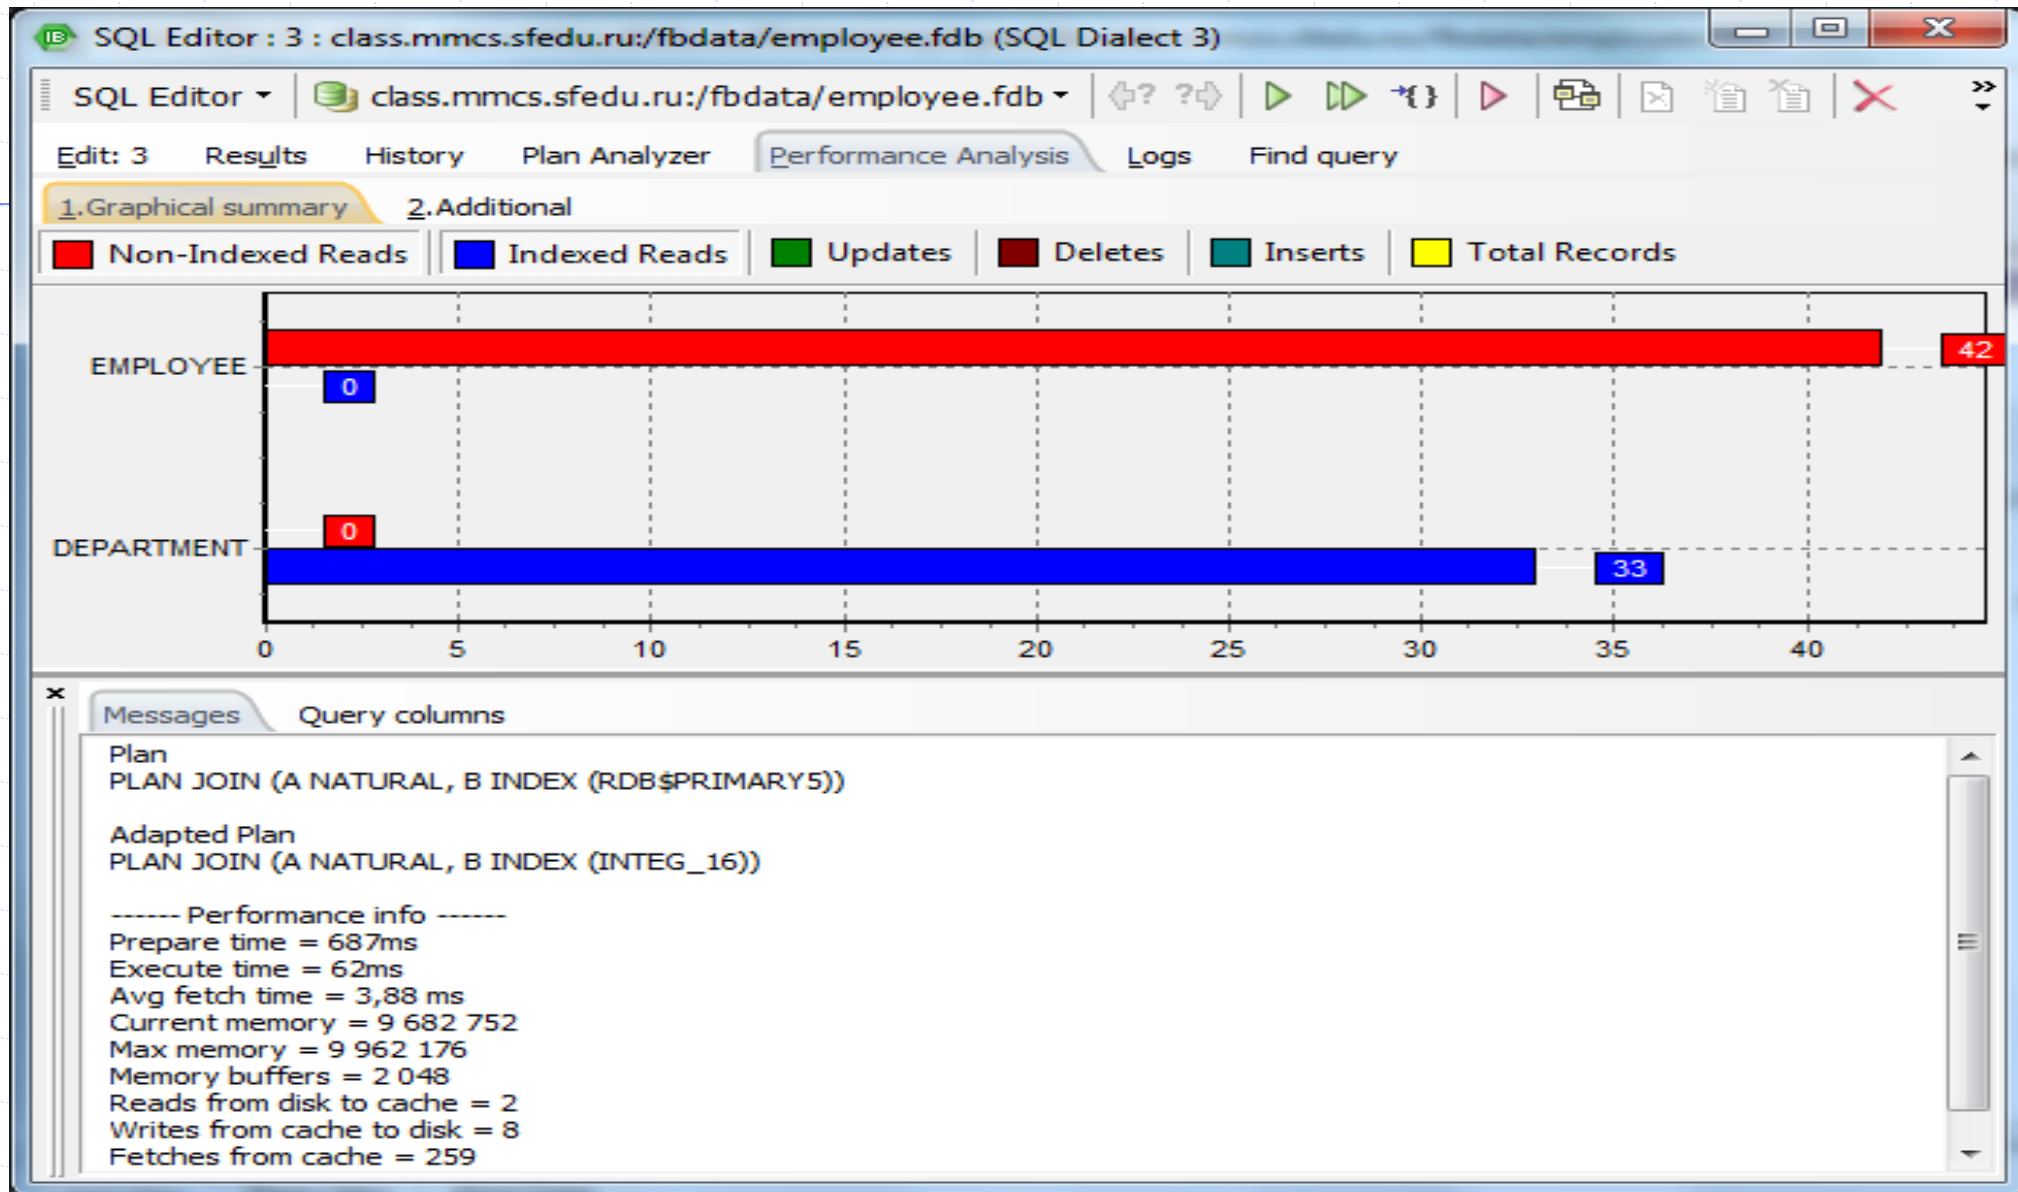 SQL Editor : 3 : class.mmcs.sfedu.ru:/fbdata/employee.fdb (SQL Dialect 3)
SQL Editor class.mmcs.sfedu.ru:/fbdata/employee.fdb
Edit: 3 Results History Plan Analyzer Performance Analysis Logs Find query
1.Graphical summary 2.Additional
Non-Indexed Reads Indexed Reads Updates Deletes Inserts Total Records
42
EMPLOYEE
0
0
DEPARTMENT
33
0 5 10 15 20 25 30 35 40
Messages Query columns
Plan
PLAN JOIN (A NATURAL, B INDEX (RDB$PRIMARY5))
Adapted Plan
PLAN JOIN (A NATURAL, B INDEX (INTEG_16))
------ Performance info ------
Prepare time = 687ms
Execute time = 62ms
Avg fetch time = 3,88 ms
Current memory = 9 682 752
Max memory = 9 962 176
Memory buffers = 2 048
Reads from disk to cache = 2
Writes from cache to disk = 8
Fetches from cache = 259